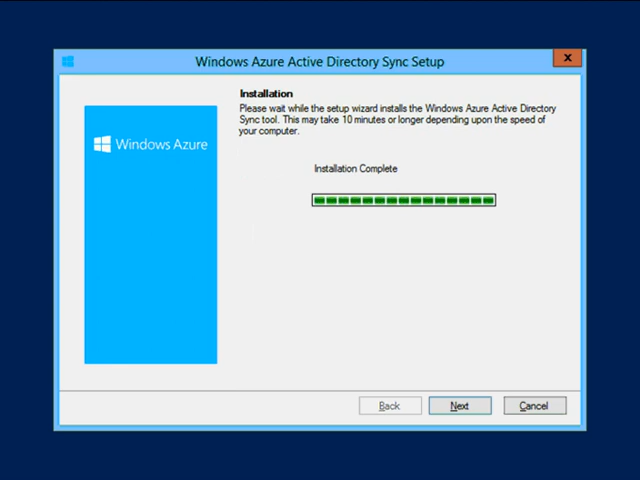 Windows Azure Active Directory Sync Setup
x
Installation
Please wait while the setup wizard installs the Windows Azure Active Directory
Sync tool. This may take 10 minutes or longer depending upon the speed of
your computer.
Windows Azure
Installation Complete
Back
Next
Cancel